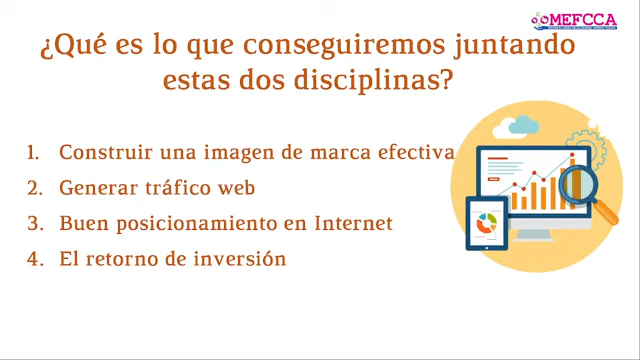 MEFCCA
¿Qué es lo que conseguiremos juntando
estas dos disciplinas?
1. Construir una imagen de marca efectiva
2. Generar tráfico web
3. Buen posicionamiento en Internet
4. El retorno de inversión